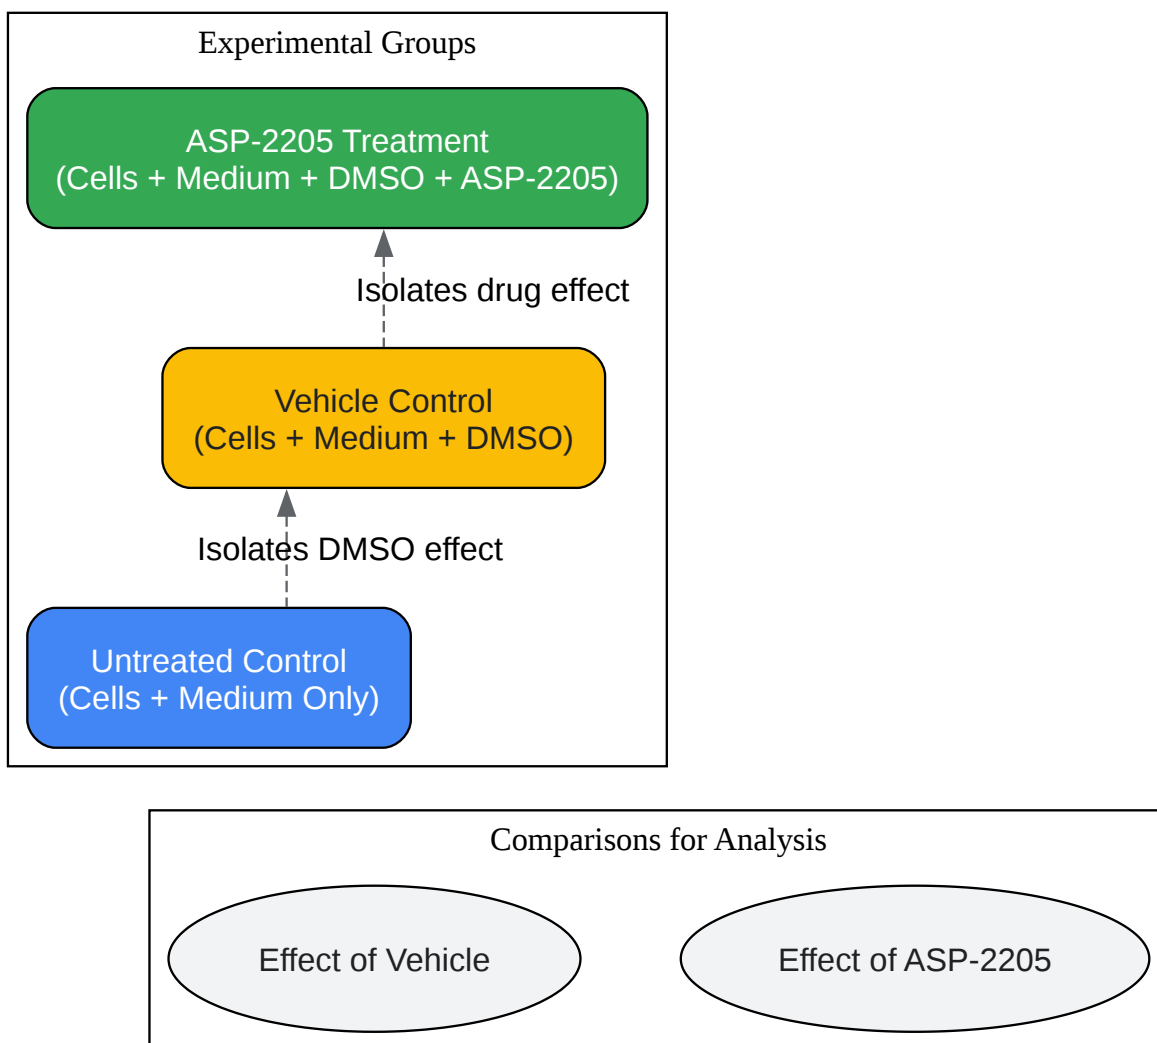 Experimental Groups
ASP-2205 Treatment
(Cells + Medium + DMSO + ASP-2205)
Isolates drug effect
Vehicle Control
(Cells + Medium + DMSO)
Isolates DMSO effect
Untreated Control
(Cells + Medium Only)
Comparisons for Analysis
Effect of Vehicle
Effect of ASP-2205